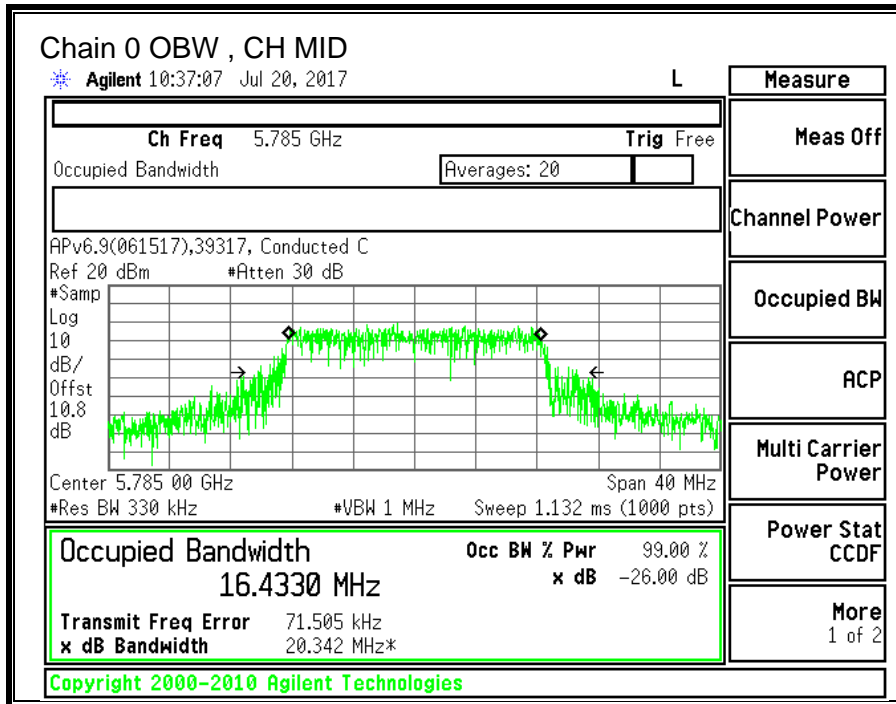 Chain 0 OBW , CH MID
Agilent 10:37:07 Jul 20, 2017 L
Measure
Ch Freq 5.785 GHz Trig Free
Occupied Bandwidth Averages: 20
APv6.9(061517),39317, Conducted C
Ref 20 dBm #Atten 30 dB
#Samp
Log
10
dB/
Offst
10.8
dB
Center 5.785 00 GHz Span 40 MHz
#Res BW 330 kHz #VBW 1 MHz Sweep 1.132 ms (1000 pts)
Occupied Bandwidth Occ BW % Pwr 99.00 %
16.4330 MHz x dB -26.00 dB
Transmit Freq Error 71.505 kHz
x dB Bandwidth 20.342 MHz*
Meas Off
Channel Power
Occupied BW
ACP
Multi Carrier
Power
Power Stat
CCDF
More
1 of 2
Copyright 2000-2010 Agilent Technologies